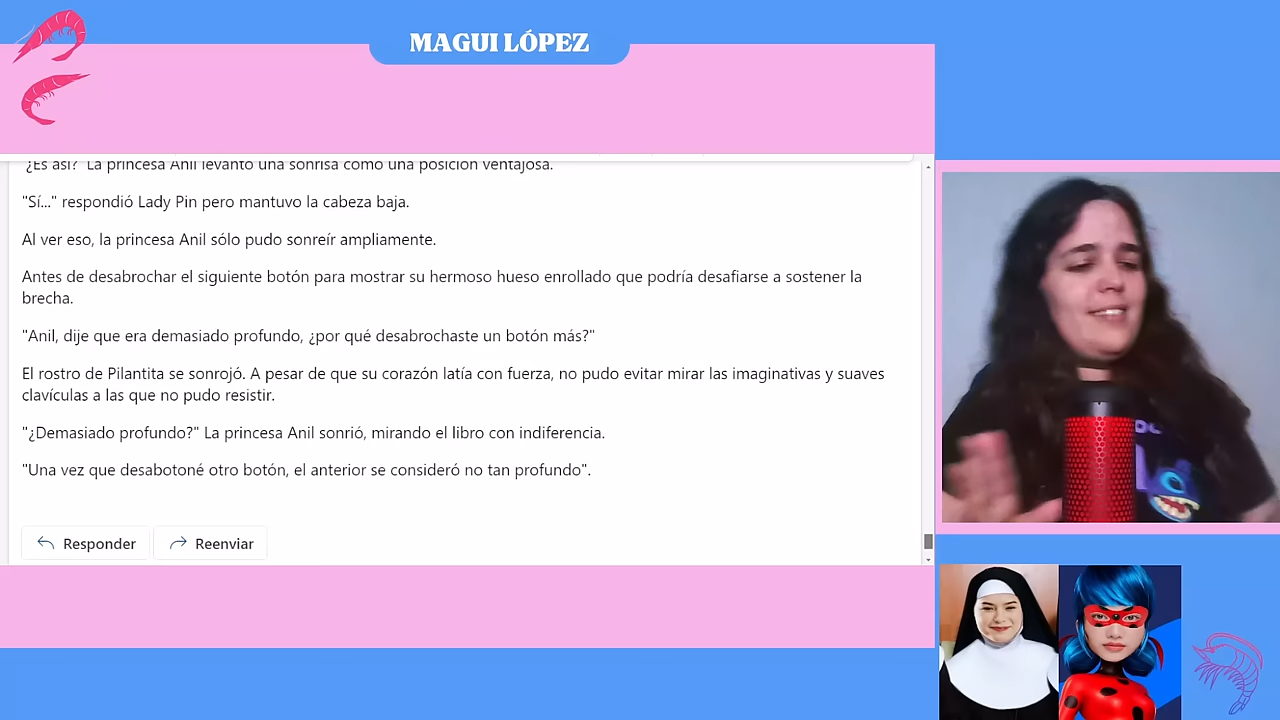 MAGUI LÓPEZ
¿Es así? La princesa Anil levantó una sonrisa como una posición ventajosa.
"Sí..." respondió Lady Pin pero mantuvo la cabeza baja.
Al ver eso, la princesa Anil sólo pudo sonreír ampliamente.
Antes de desabrochar el siguiente botón para mostrar su hermoso hueso enrollado que podría desafiarse a sostener la
brecha.
"Anil, dije que era demasiado profundo, ¿por qué desabrochaste un botón más?"
El rostro de Pilantita se sonrojó. A pesar de que su corazón latía con fuerza, no pudo evitar mirar las imaginativas y suaves
clavículas a las que no pudo resistir.
"¿Demasiado profundo?" La princesa Anil sonrió, mirando el libro con indiferencia.
"Una vez que desabotoné otro botón, el anterior se consideró no tan profundo".
Responder Reenviar